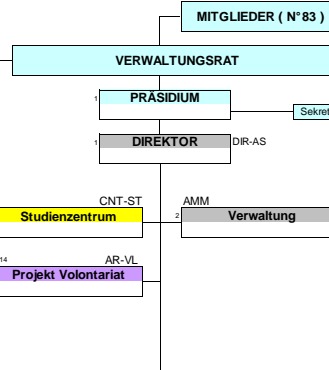 MITGLIEDER ( N°83 )
VERWALTUNGSRAT
1 PRÄSIDIUM
Sekret
1 DIREKTOR DIR-AS
CNT-ST AMM
Studienzentrum 2 Verwaltung
14 AR-VL
Projekt Volontariat